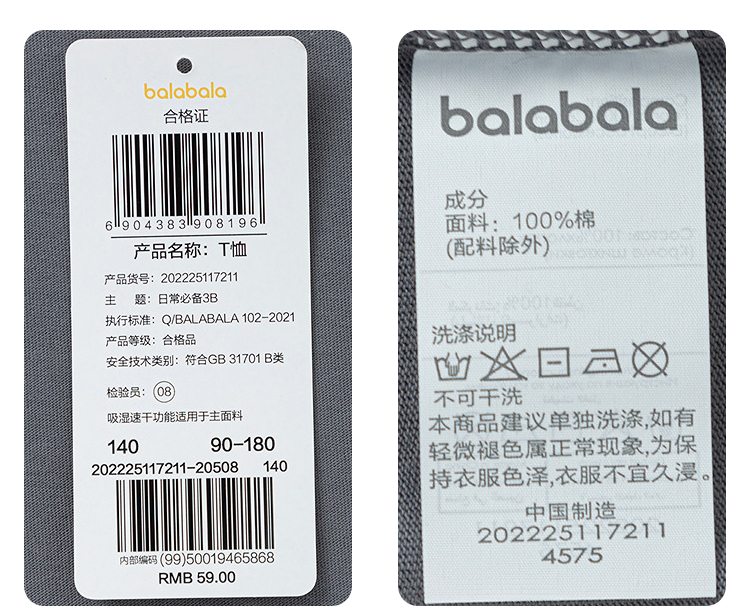 balabala
合格证
6 904383 908196
产品名称：T恤
产品货号：202225117211
主 题：日常必备3B
执行标准：Q/BALABALA 102-2021
产品等级：合格品
安全技术类别：符合GB 31701 B类
检验员：08
吸湿速干功能适用于主面料
140 90-180
202225117211-20508 140
内部编码 (99)50019465868
RMB 59.00
balabala
成分
面料：100%棉
(配料除外)
洗涤说明
不可干洗
本商品建议单独洗涤,如有
轻微褪色属正常现象,为保
持衣服色泽,衣服不宜久浸。
中国制造
202225117211
4575